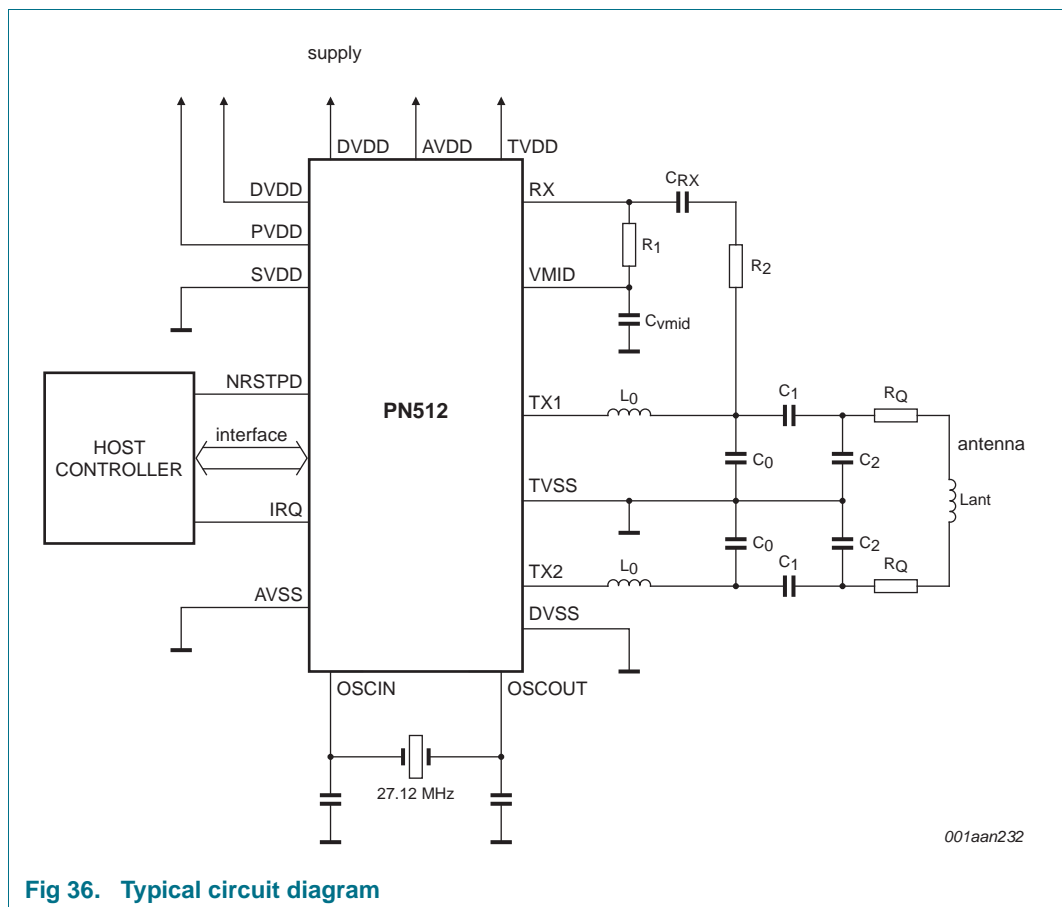 supply
DVDD
AVDD
TVDD
DVDD
PVDD
SVDD
NRSTPD
interface
IRQ
AVSS
HOST
CONTROLLER
PN512
RX
VMID
TX1
TVSS
TX2
DVSS
OSCIN
OSCOUT
27.12 MHz
CRX
R1
R2
Cvmid
L0
C1
RQ
C0
C2
antenna
Lant
C0
C2
L0
C1
RQ
001aan232
Fig 36. Typical circuit diagram